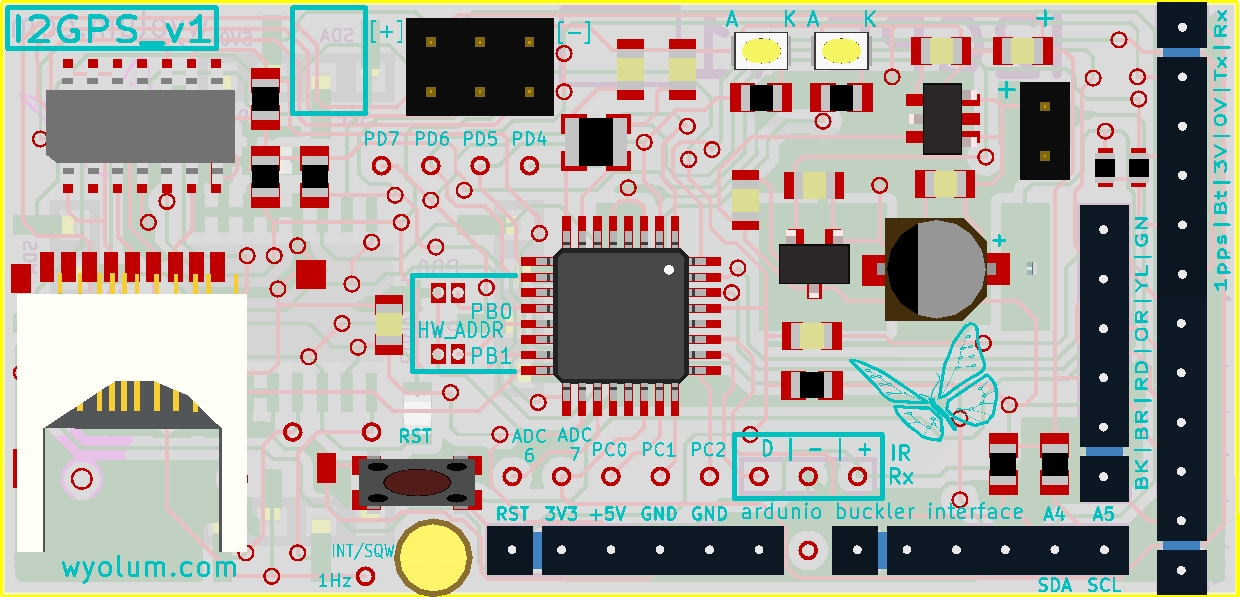 I2GPS_v1
SDA
[+]
[-]
A K A K
+
+
PD7 PD6 PD5 PD4
1pps|Bt|3V|0V|Tx|Rx
+
BK|BR|RD|OR|YL|GN
PB0
HW_ADDR
PB1
RST
ADC 6
ADC 7
PC0 PC1 PC2
D | - | +
IR
Rx
RST 3V3 +5V GND GND
ardunio buckler interface
A4 A5
INT/SQW
1Hz
wyolum.com
SDA SCL